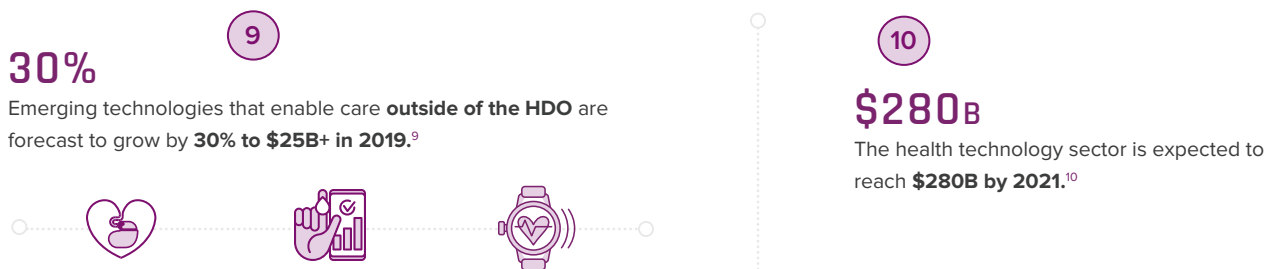 9
30%
Emerging technologies that enable care outside of the HDO are
forecast to grow by 30% to $25B+ in 2019.9
10
$280B
The health technology sector is expected to
reach $280B by 2021.10